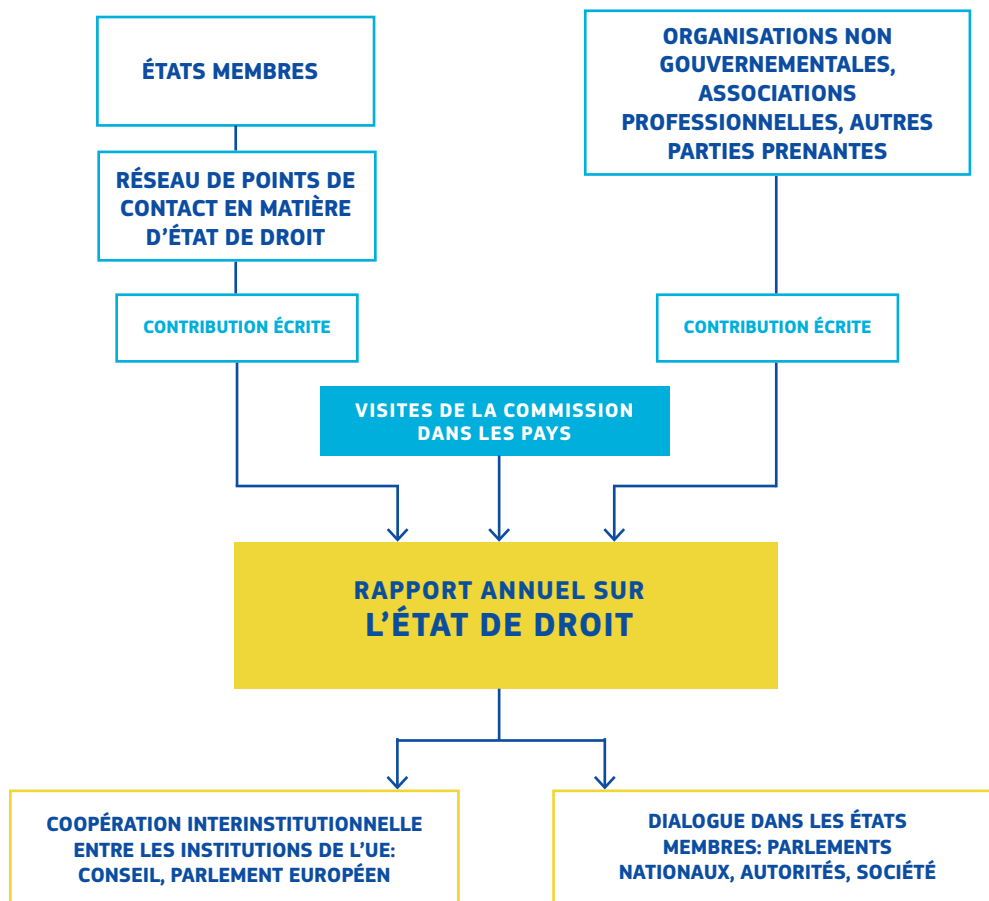 ÉTATS MEMBRES
ORGANISATIONS NON
GOUVERNEMENTALES,
ASSOCIATIONS
PROFESSIONNELLES, AUTRES
PARTIES PRENANTES
RÉSEAU DE POINTS DE
CONTACT EN MATIÈRE
D’ÉTAT DE DROIT
CONTRIBUTION ÉCRITE
CONTRIBUTION ÉCRITE
VISITES DE LA COMMISSION
DANS LES PAYS
RAPPORT ANNUEL SUR
L’ÉTAT DE DROIT
COOPÉRATION INTERINSTITUTIONNELLE
ENTRE LES INSTITUTIONS DE L’UE:
CONSEIL, PARLEMENT EUROPÉEN
DIALOGUE DANS LES ÉTATS
MEMBRES: PARLEMENTS
NATIONAUX, AUTORITÉS, SOCIÉTÉ